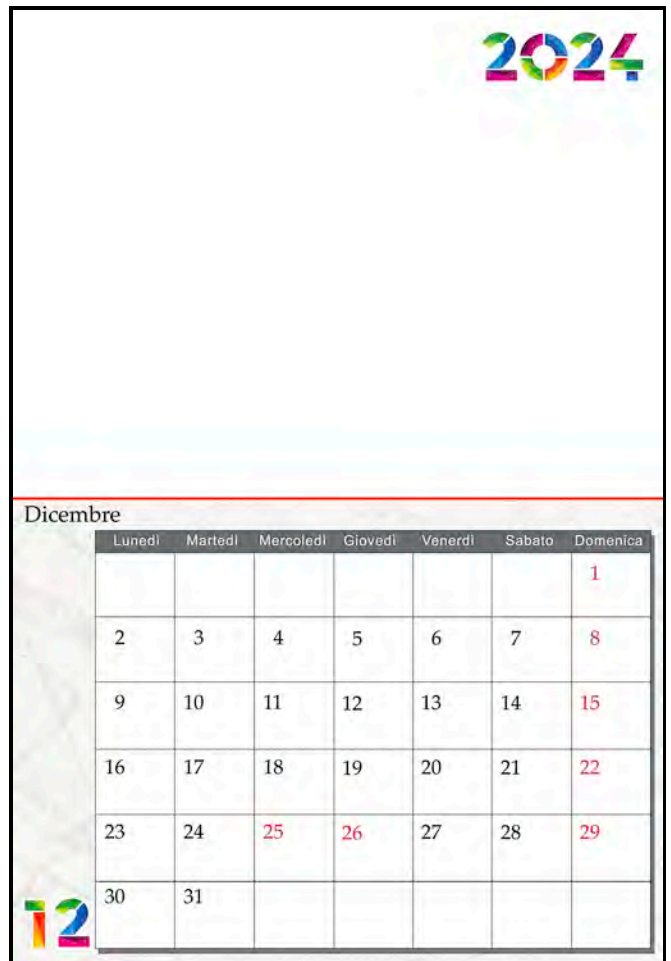 2024
Dicembre
Lunedì Martedì Mercoledì Giovedì Venerdì Sabato Domenica
1
2 3 4 5 6 7 8
9 10 11 12 13 14 15
16 17 18 19 20 21 22
23 24 25 26 27 28 29
30 31
12